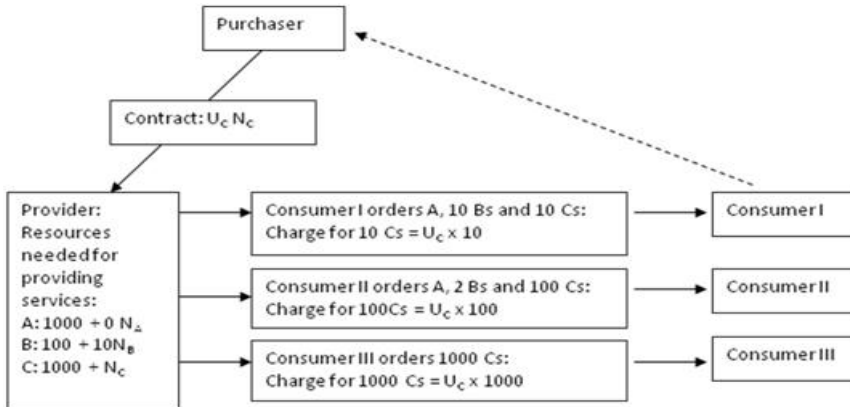 Purchaser
Contract: U_C N_C
Provider:
Resources
needed for
providing
services:
A: 1000 + 0 N_A
B: 100 + 10N_B
C: 1000 + N_C
Consumer I orders A, 10 Bs and 10 Cs:
Charge for 10 Cs = U_C x 10
Consumer I
Consumer II orders A, 2 Bs and 100 Cs:
Charge for 100Cs = U_C x 100
Consumer II
Consumer III orders 1000 Cs:
Charge for 1000 Cs = U_C x 1000
Consumer III